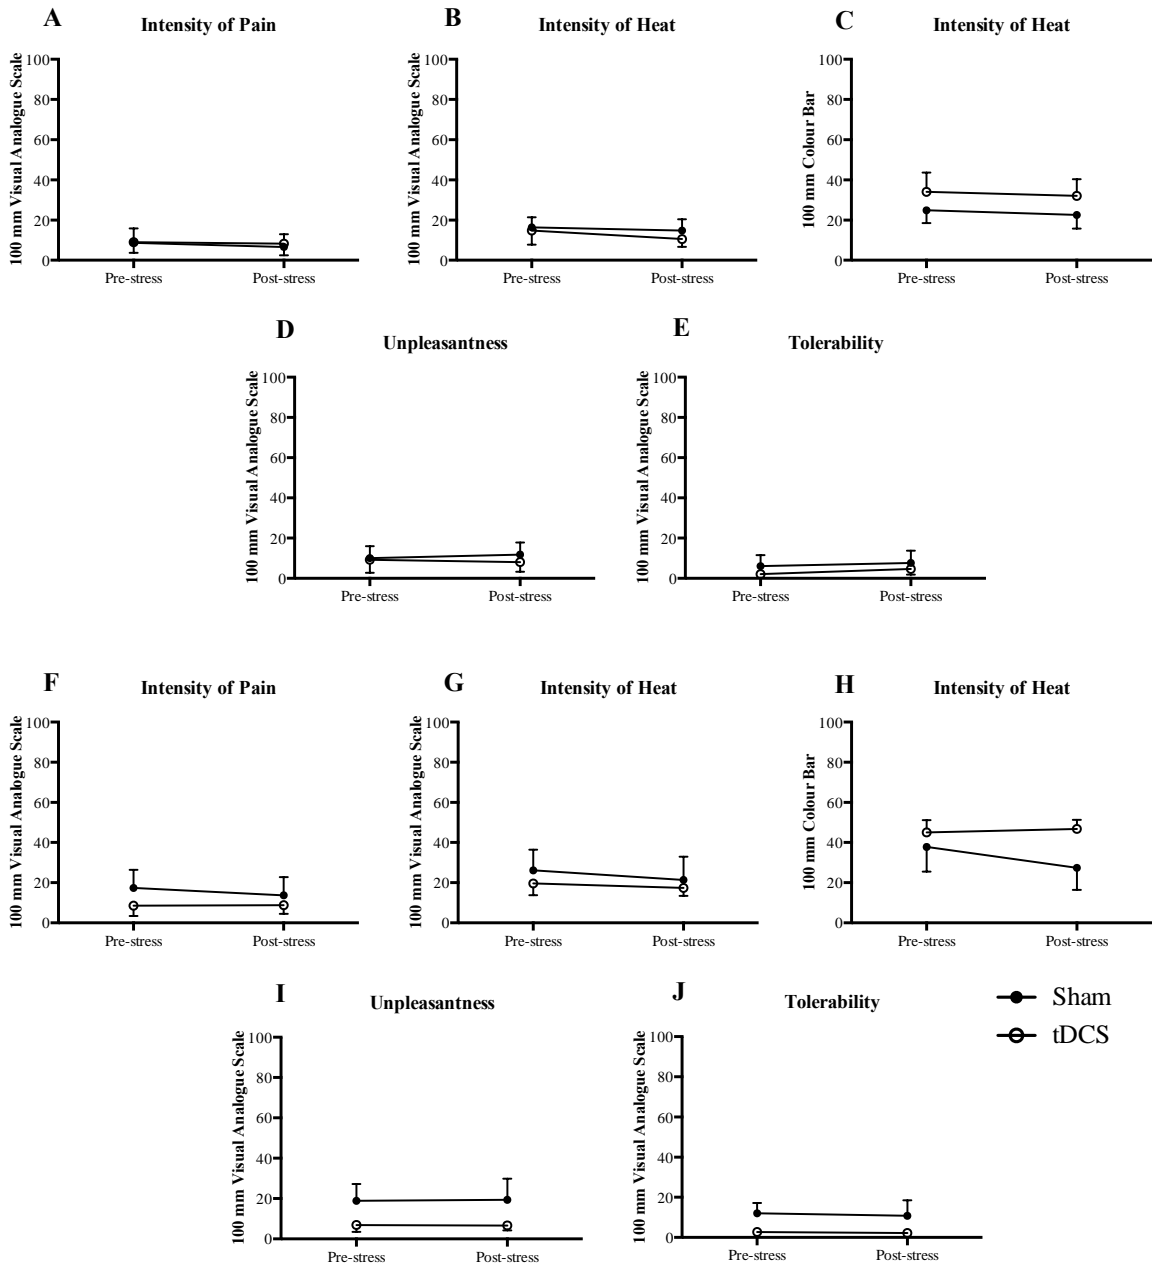 A
Intensity of Pain
100 mm Visual Analogue Scale
100
80
60
40
20
0
Pre-stress
Post-stress
B
Intensity of Heat
100 mm Visual Analogue Scale
100
80
60
40
20
0
Pre-stress
Post-stress
C
Intensity of Heat
100 mm Colour Bar
100
80
60
40
20
0
Pre-stress
Post-stress
D
Unpleasantness
100 mm Visual Analogue Scale
100
80
60
40
20
0
Pre-stress
Post-stress
E
Tolerability
100 mm Visual Analogue Scale
100
80
60
40
20
0
Pre-stress
Post-stress
F
Intensity of Pain
100 mm Visual Analogue Scale
100
80
60
40
20
0
Pre-stress
Post-stress
G
Intensity of Heat
100 mm Visual Analogue Scale
100
80
60
40
20
0
Pre-stress
Post-stress
H
Intensity of Heat
100 mm Colour Bar
100
80
60
40
20
0
Pre-stress
Post-stress
I
Unpleasantness
100 mm Visual Analogue Scale
100
80
60
40
20
0
Pre-stress
Post-stress
J
Tolerability
100 mm Visual Analogue Scale
100
80
60
40
20
0
Pre-stress
Post-stress
Sham
tDCS